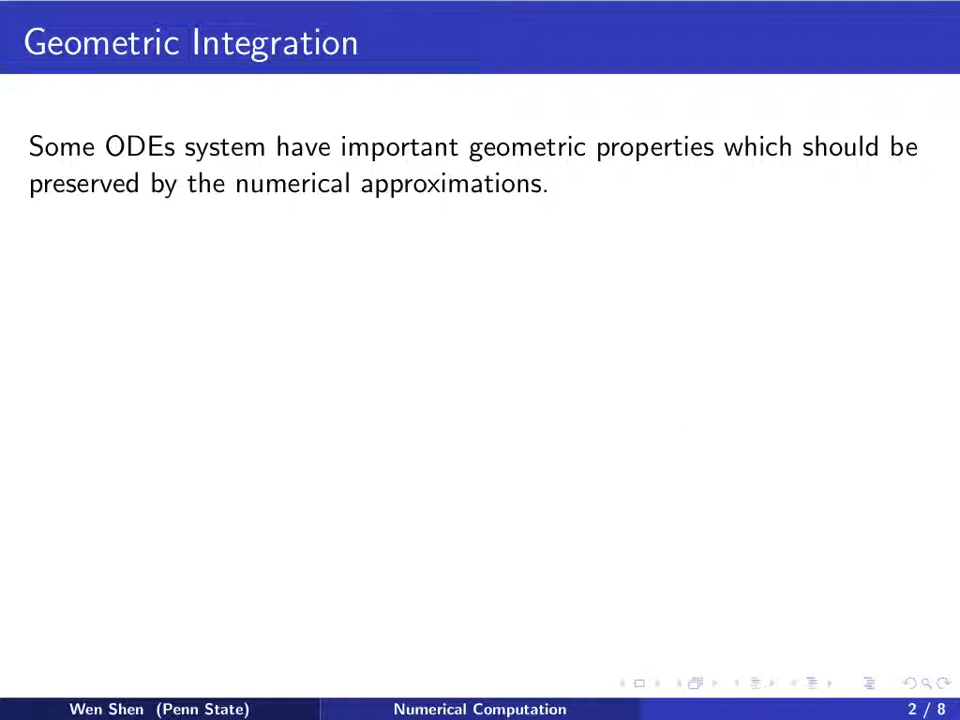 Geometric Integration
Some ODEs system have important geometric properties which should be
preserved by the numerical approximations.
Wen Shen (Penn State) Numerical Computation 2 / 8